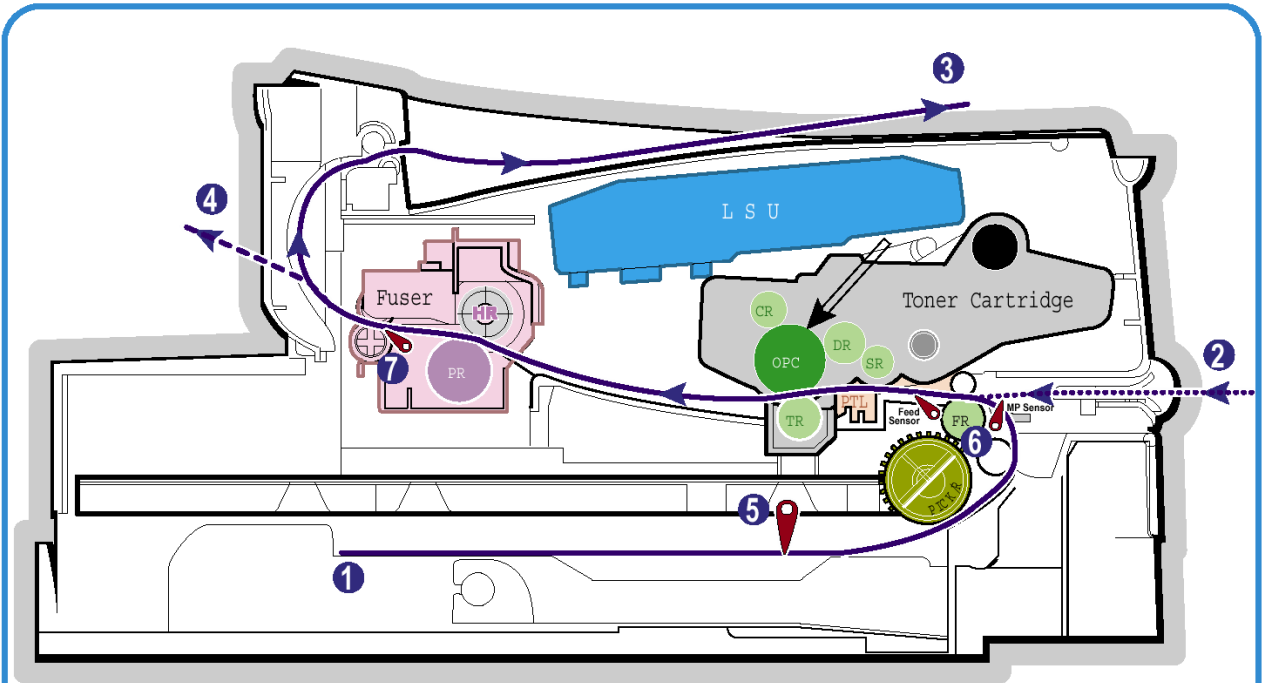 3
4
L S U
2
Fuser
HR
CR
Toner Cartridge
DR
OPC
SR
7
PR
PTL
Feed
Sensor
MP Sensor
TR
FR
6
PICK R
5
1